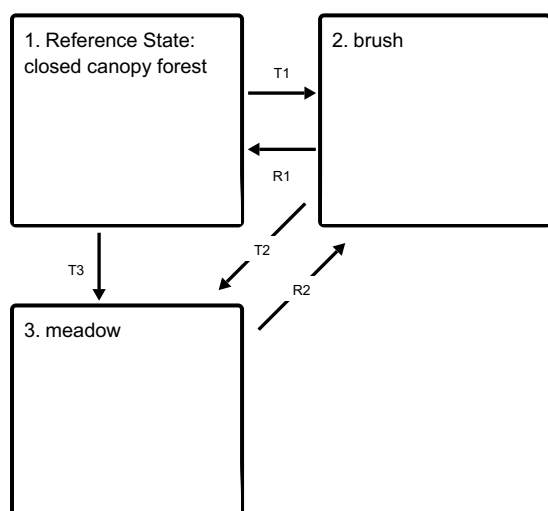 1. Reference State:
closed canopy forest
2. brush
T1
R1
T2
T3
R2
3. meadow